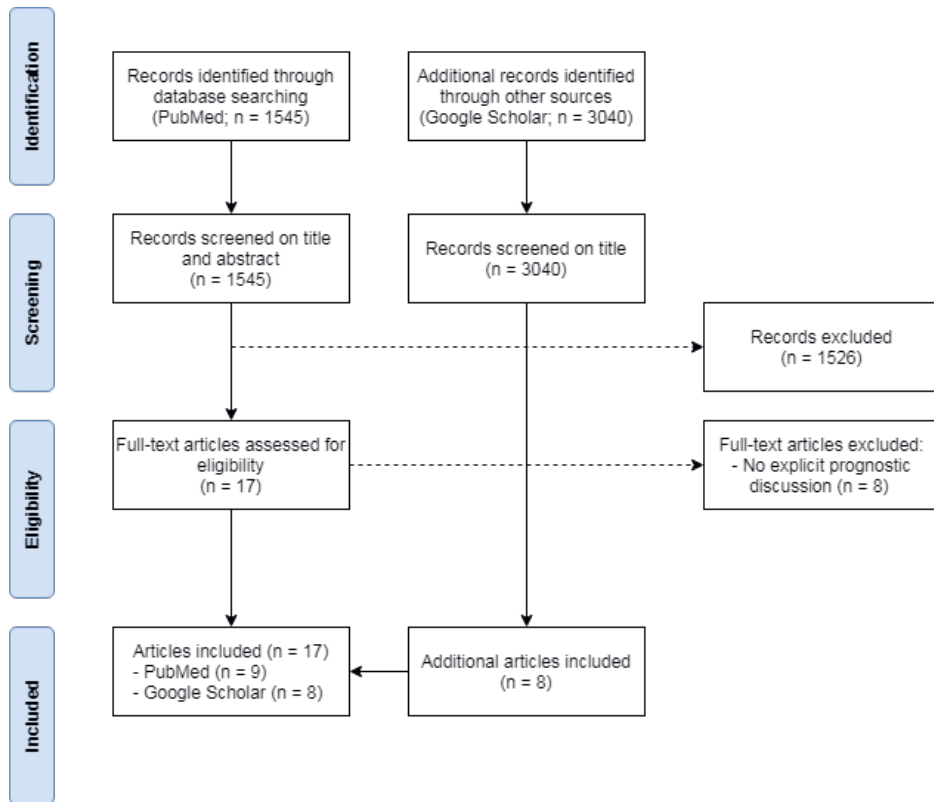 Identification
Records identified through
database searching
(PubMed; n = 1545)
Additional records identified
through other sources
(Google Scholar; n = 3040)
Screening
Records screened on title
and abstract
(n = 1545)
Records screened on title
(n = 3040)
Records excluded
(n = 1526)
Eligibility
Full-text articles assessed for
eligibility
(n = 17)
Full-text articles excluded:
- No explicit prognostic
discussion (n = 8)
Included
Articles included (n = 17)
- PubMed (n = 9)
- Google Scholar (n = 8)
Additional articles included
(n = 8)